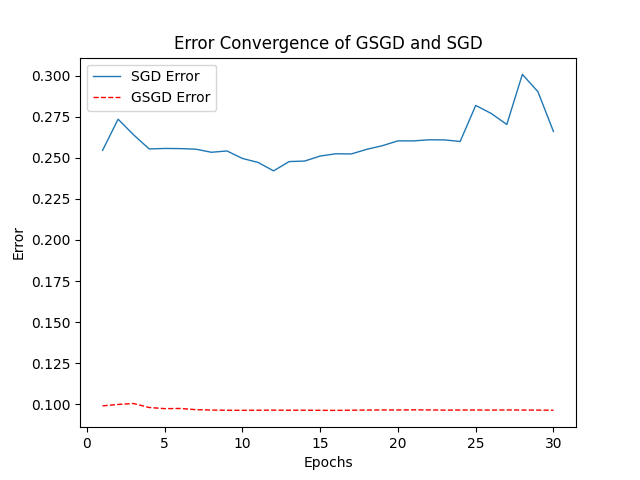 Error Convergence of GSGD and SGD
SGD Error
GSGD Error
0.300
0.275
0.250
0.225
0.200
0.175
0.150
0.125
0.100
Error
0 5 10 15 20 25 30
Epochs